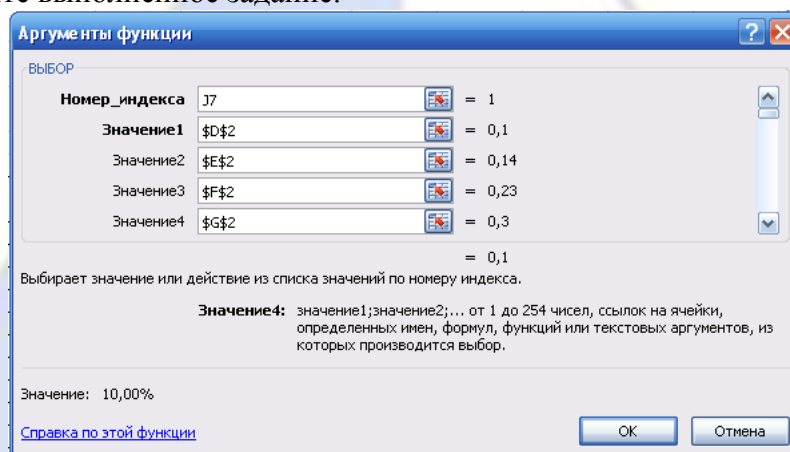 выполненное задание.
Аргументы функции
ВЫБОР
Номер_индекса J7 = 1
Значение1 $D$2 = 0,1
Значение2 $E$2 = 0,14
Значение3 $F$2 = 0,23
Значение4 $G$2 = 0,3
= 0,1
Выбирает значение или действие из списка значений по номеру индекса.
Значение4: значение1;значение2;... от 1 до 254 чисел, ссылок на ячейки,
определенных имен, формул, функций или текстовых аргументов, из
которых производится выбор.
Значение: 10,00%
Справка по этой функции
ОК Отмена